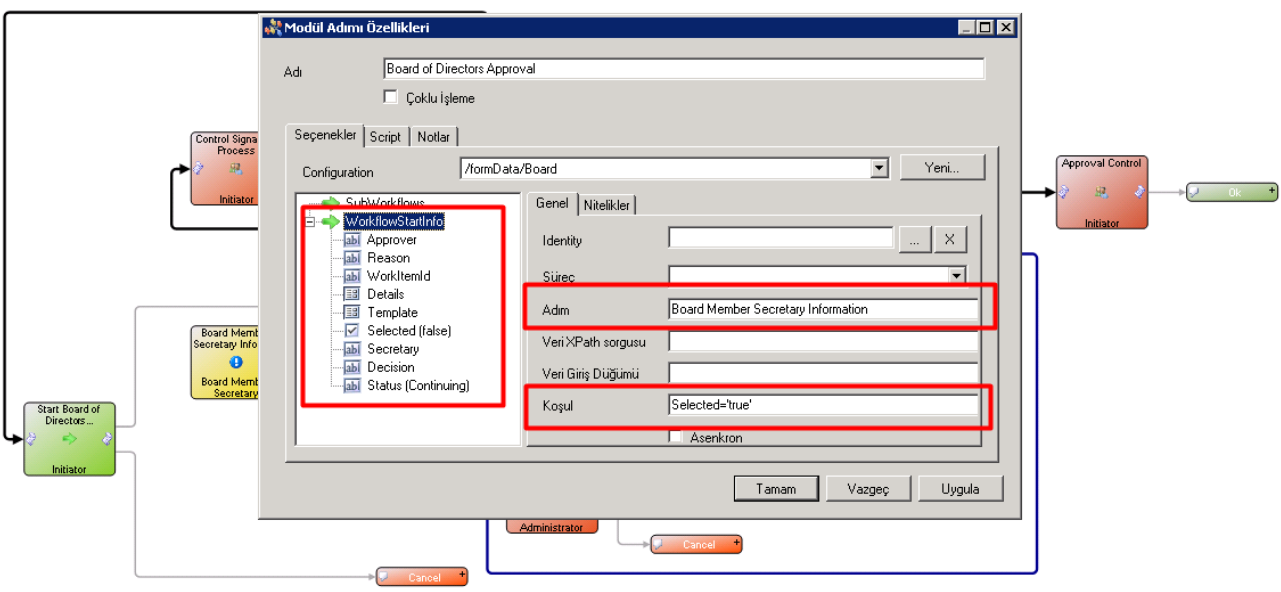 Modül Adımı Özellikleri
Adı
Board of Directors Approval
Çoklu İşleme
Seçenekler
Script
Notlar
Configuration
/formData/Board
Yeni...
SubWorkflows
WorkflowStartInfo
Approver
Reason
WorkItemId
Details
Template
Selected (false)
Secretary
Decision
Status (Continuing)
Genel
Nitelikler
Identity
...
X
Süreç
Adım
Board Member Secretary Information
Veri XPath sorgusu
Veri Giriş Düğümü
Koşul
Selected='true'
Asenkron
Tamam
Vazgeç
Uygula
Control Signa
Process
Initiator
Board Memb
Secretary Info
Board Memb
Secretary
Start Board of
Directors...
Initiator
Approval Control
Initiator
Ok
+
Administrator
Cancel
+
Cancel
+